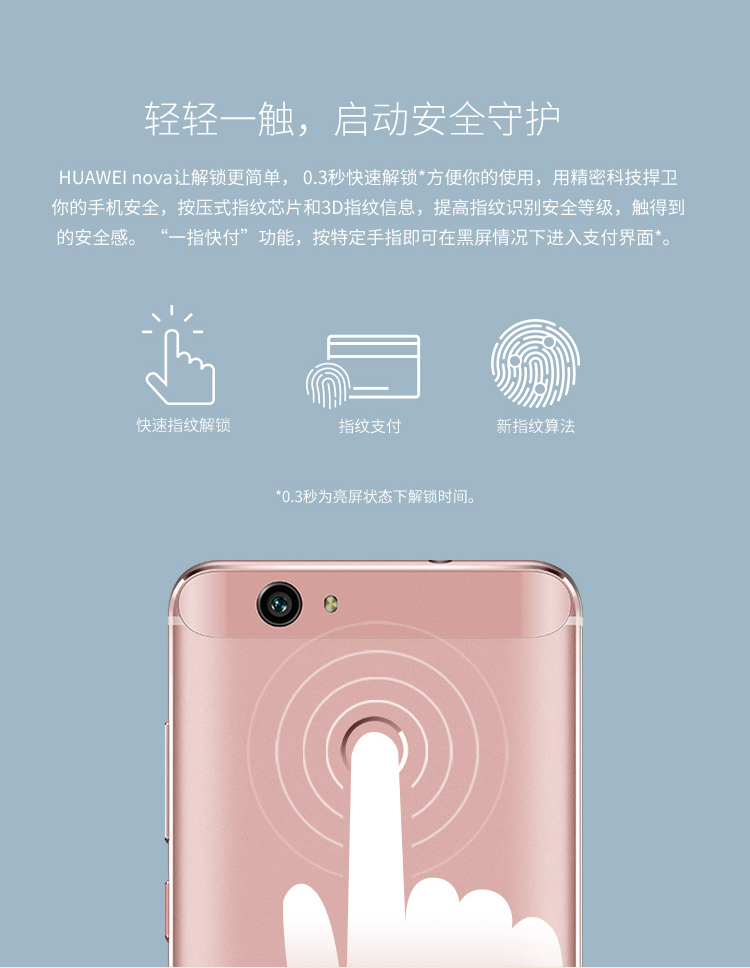 轻轻一触，启动安全守护
HUAWEI nova让解锁更简单， 0.3秒快速解锁*方便你的使用，用精密科技捍卫
你的手机安全，按压式指纹芯片和3D指纹信息，提高指纹识别安全等级，触得到
的安全感。 “一指快付”功能，按特定手指即可在黑屏情况下进入支付界面*。
快速指纹解锁
指纹支付
新指纹算法
*0.3秒为亮屏状态下解锁时间。